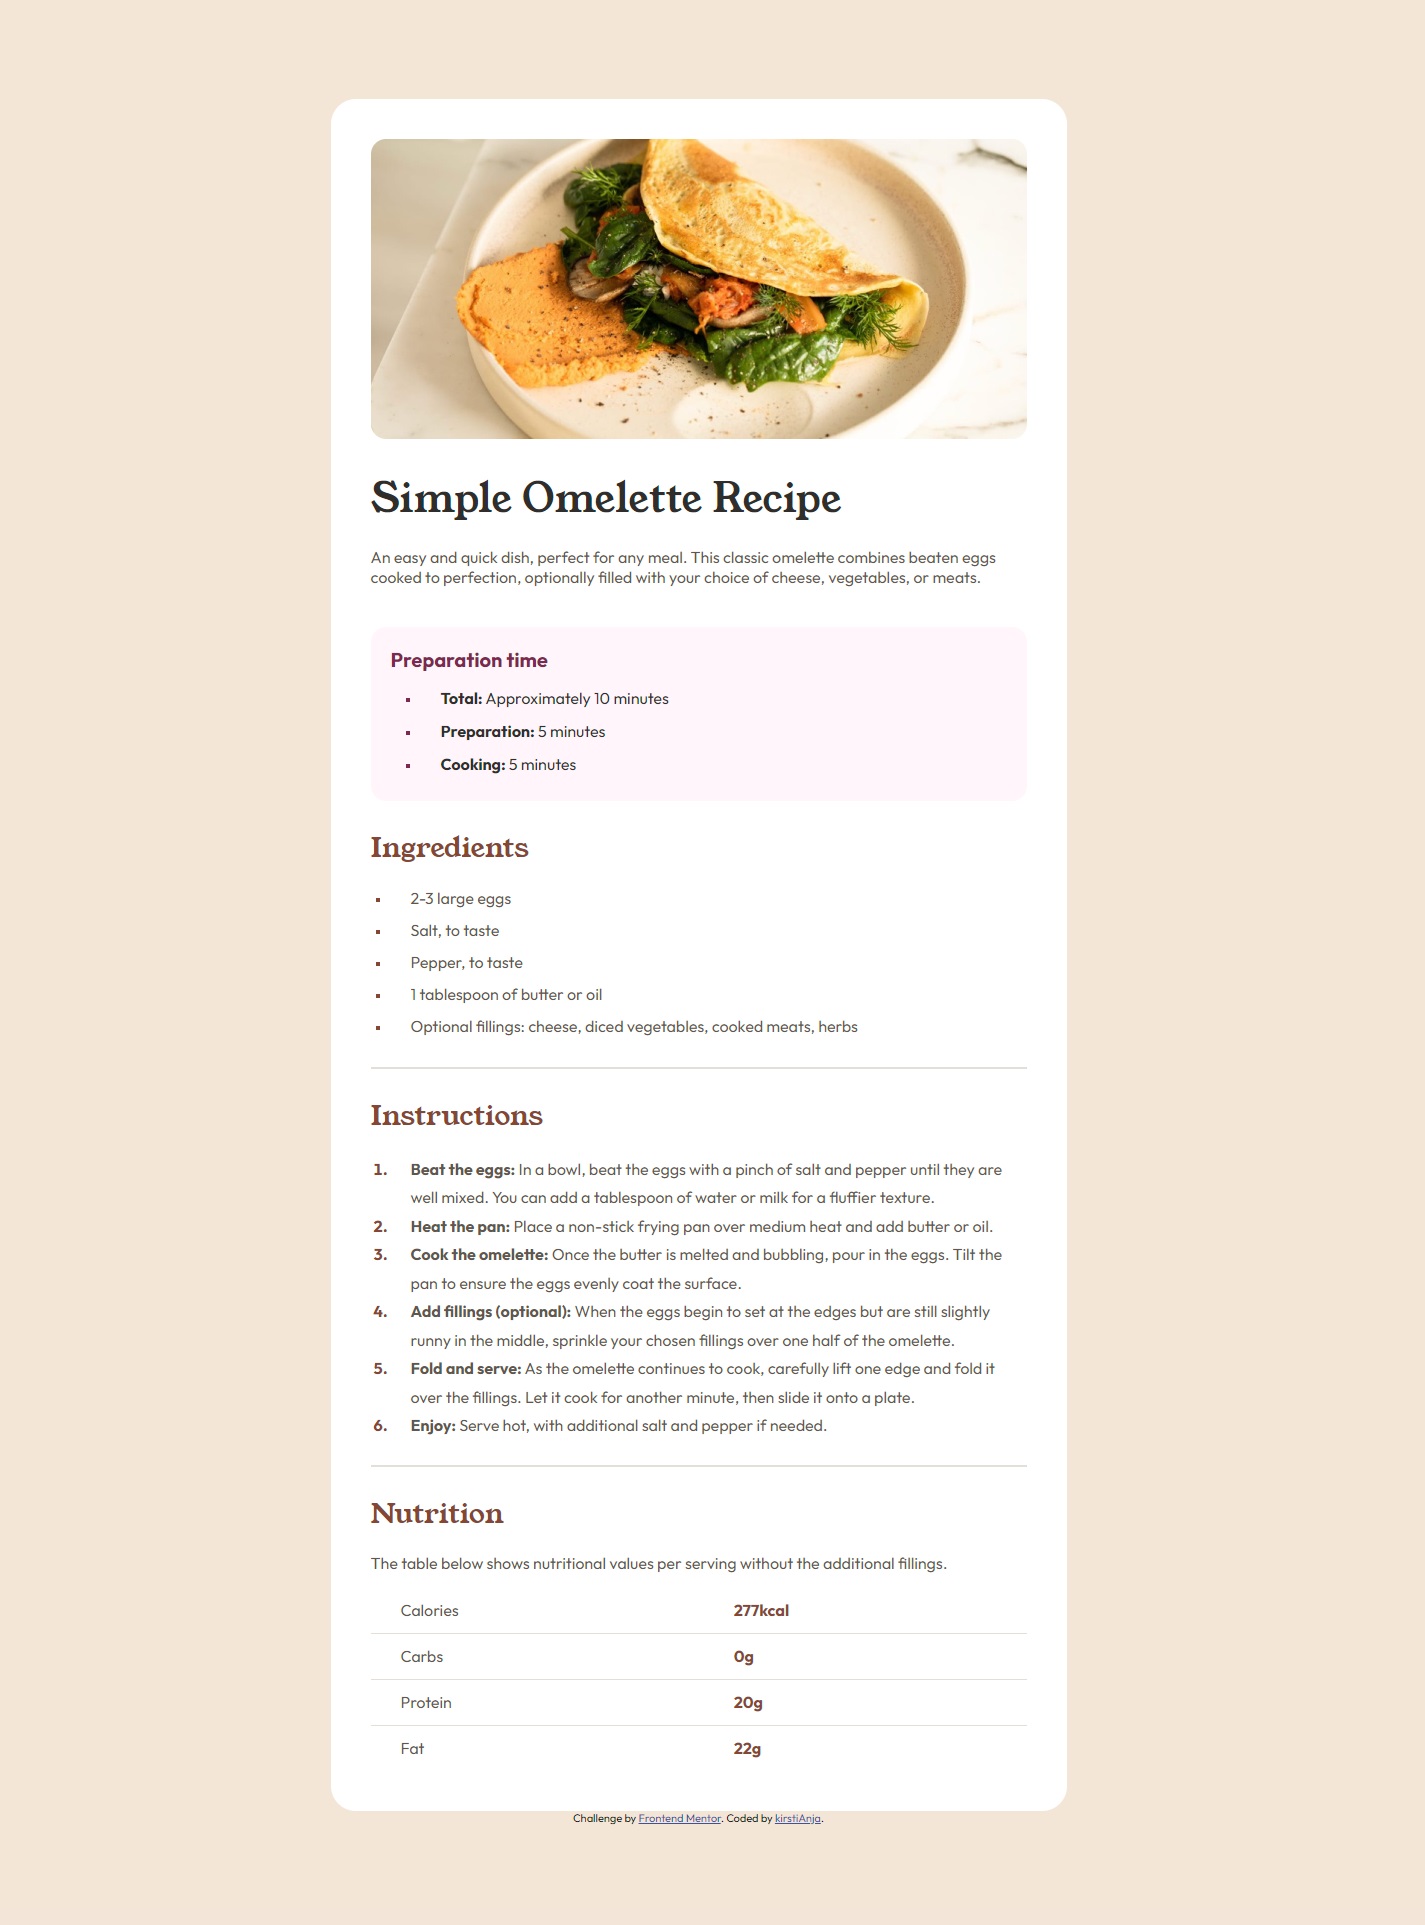 Simple Omelette Recipe
An easy and quick dish, perfect for any meal. This classic omelette combines beaten eggs
cooked to perfection, optionally filled with your choice of cheese, vegetables, or meats.
Preparation time
▪ Total: Approximately 10 minutes
▪ Preparation: 5 minutes
▪ Cooking: 5 minutes
Ingredients
▪ 2-3 large eggs
▪ Salt, to taste
▪ Pepper, to taste
▪ 1 tablespoon of butter or oil
▪ Optional fillings: cheese, diced vegetables, cooked meats, herbs
Instructions
1. Beat the eggs: In a bowl, beat the eggs with a pinch of salt and pepper until they are
well mixed. You can add a tablespoon of water or milk for a fluffier texture.
2. Heat the pan: Place a non-stick frying pan over medium heat and add butter or oil.
3. Cook the omelette: Once the butter is melted and bubbling, pour in the eggs. Tilt the
pan to ensure the eggs evenly coat the surface.
4. Add fillings (optional): When the eggs begin to set at the edges but are still slightly
runny in the middle, sprinkle your chosen fillings over one half of the omelette.
5. Fold and serve: As the omelette continues to cook, carefully lift one edge and fold it
over the fillings. Let it cook for another minute, then slide it onto a plate.
6. Enjoy: Serve hot, with additional salt and pepper if needed.
Nutrition
The table below shows nutritional values per serving without the additional fillings.
Calories 277kcal
Carbs 0g
Protein 20g
Fat 22g
Challenge by Frontend Mentor. Coded by kirstiAnja.